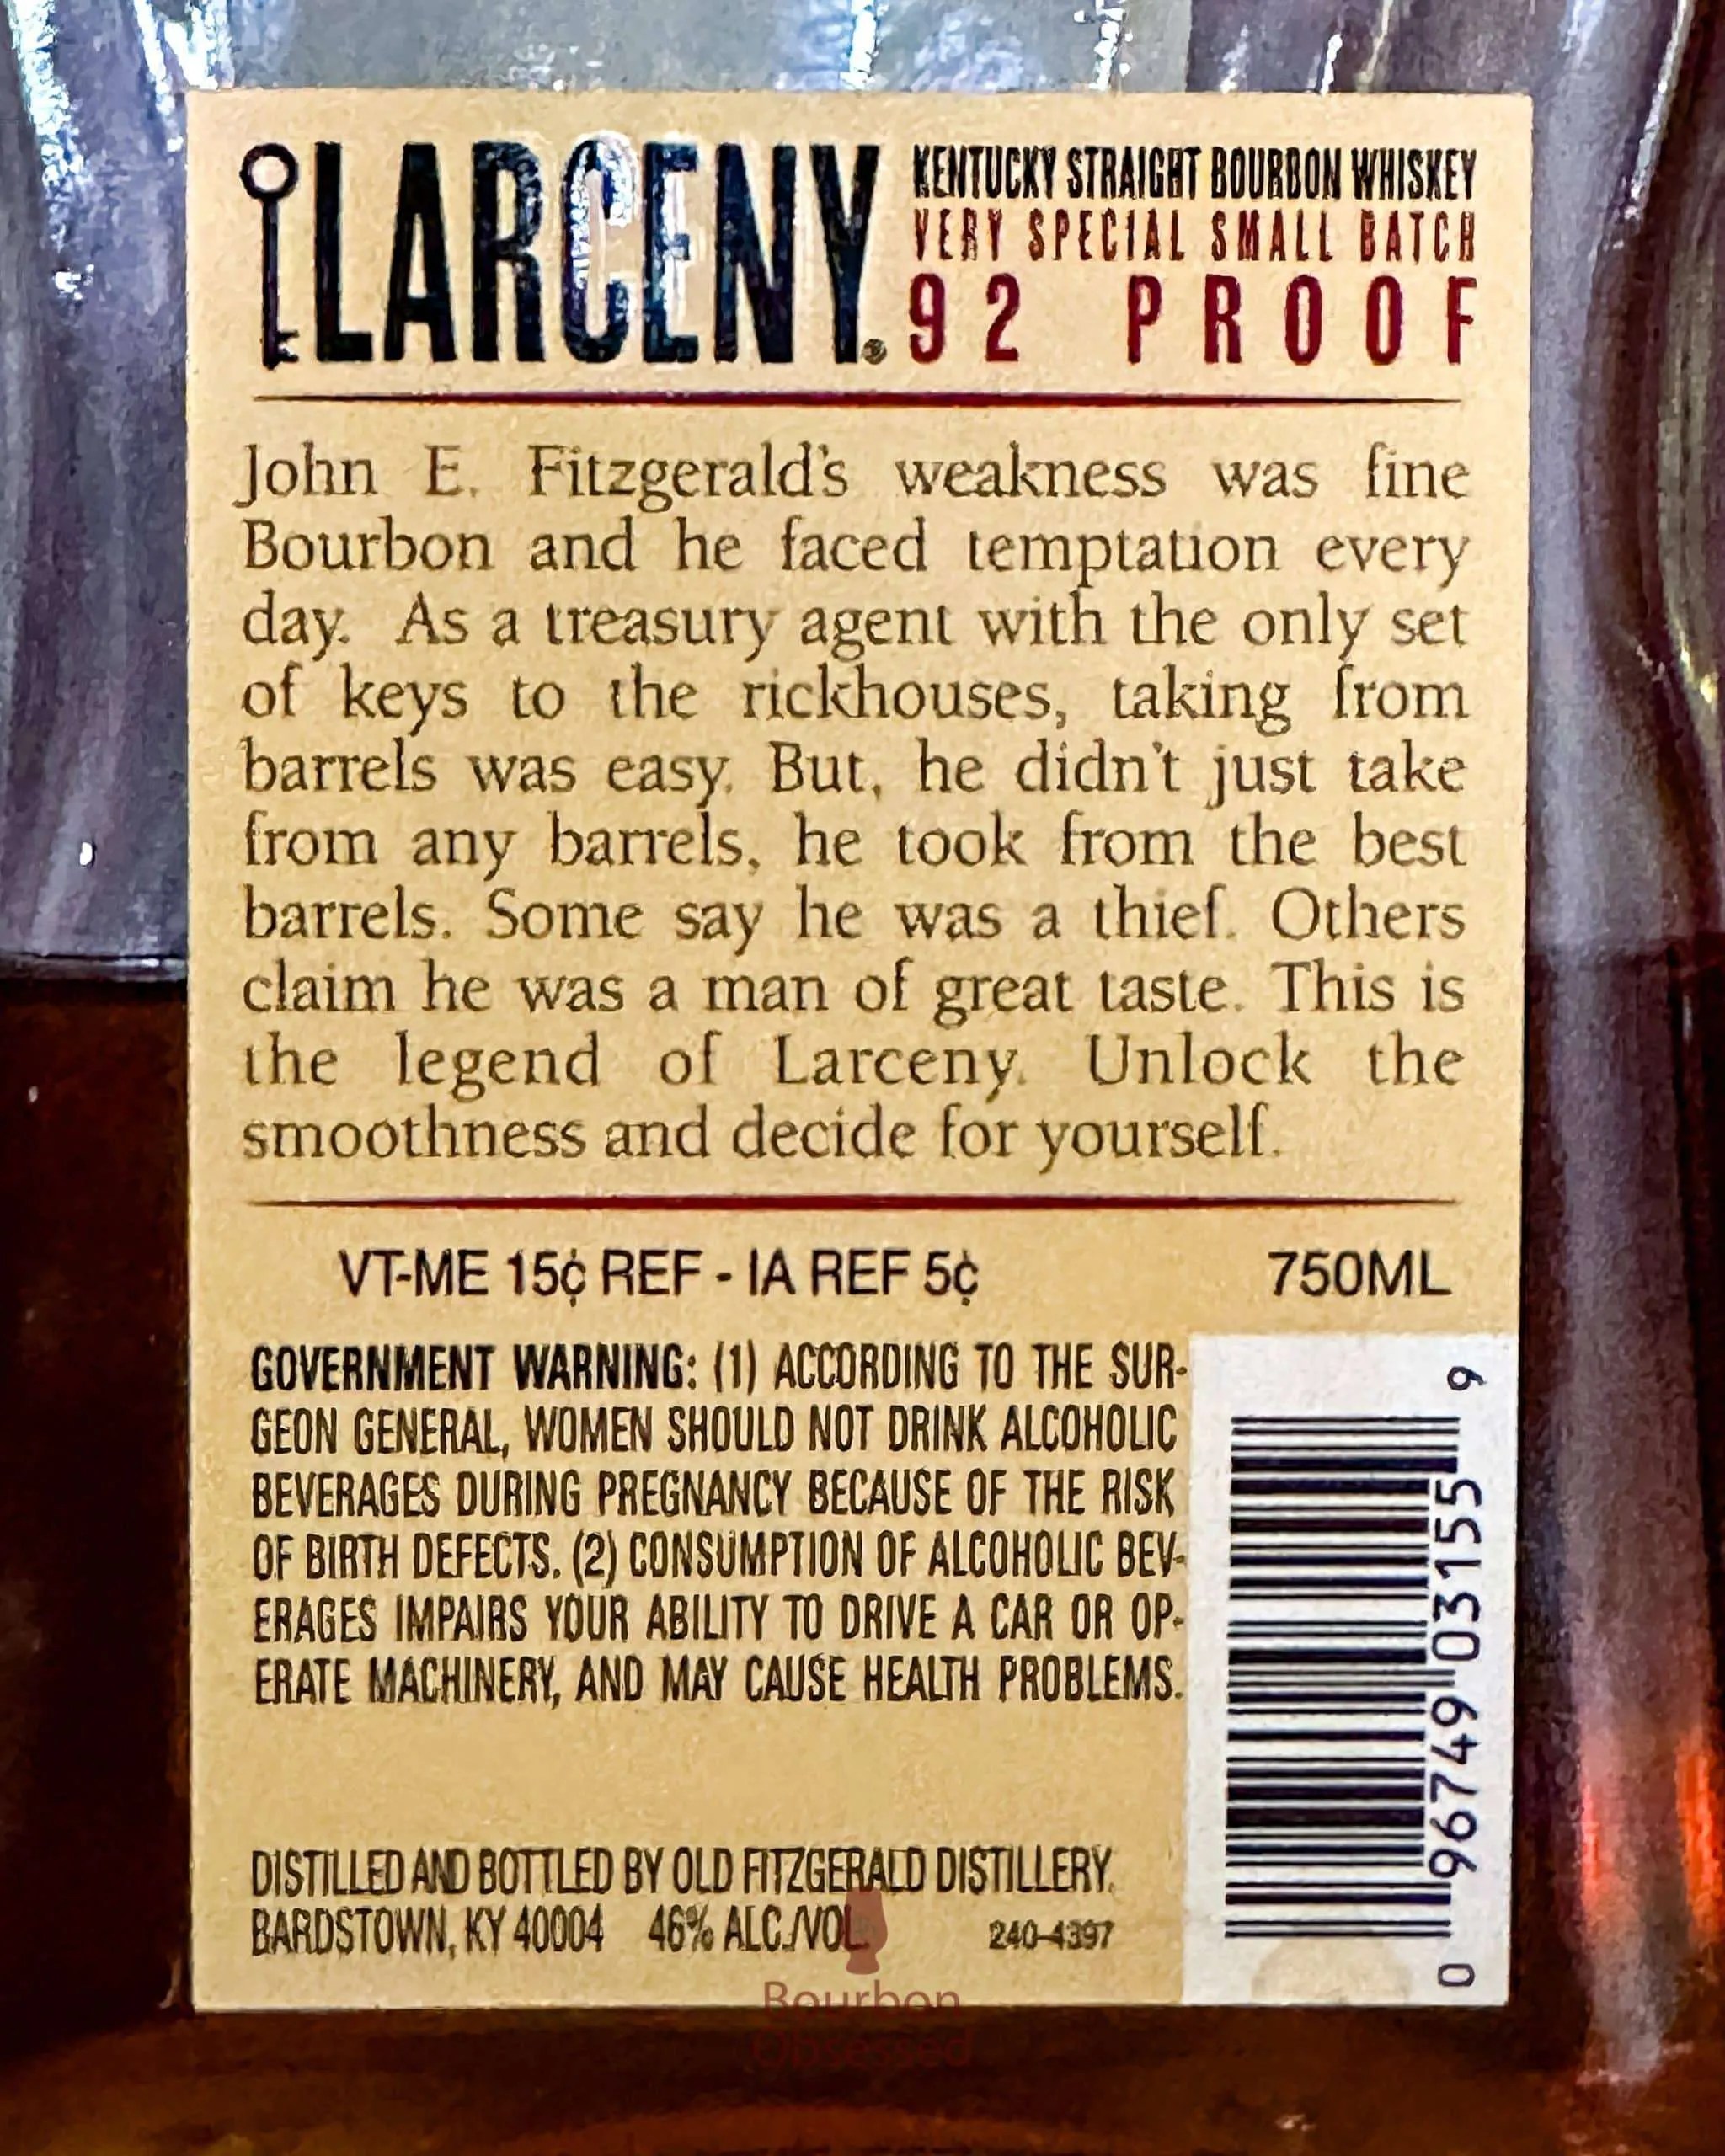 LARCENY.®
KENTUCKY STRAIGHT BOURBON WHISKEY
VERY SPECIAL SMALL BATCH
92 PROOF
John E. Fitzgerald's weakness was fine
Bourbon and he faced temptation every
day. As a treasury agent with the only set
of keys to the rickhouses, taking from
barrels was easy. But, he didn't just take
from any barrels, he took from the best
barrels. Some say he was a thief. Others
claim he was a man of great taste. This is
the legend of Larceny. Unlock the
smoothness and decide for yourself.
VT-ME 15¢ REF - IA REF 5¢ 750ML
GOVERNMENT WARNING: (1) ACCORDING TO THE SUR-
GEON GENERAL, WOMEN SHOULD NOT DRINK ALCOHOLIC
BEVERAGES DURING PREGNANCY BECAUSE OF THE RISK
OF BIRTH DEFECTS. (2) CONSUMPTION OF ALCOHOLIC BEV-
ERAGES IMPAIRS YOUR ABILITY TO DRIVE A CAR OR OP-
ERATE MACHINERY, AND MAY CAUSE HEALTH PROBLEMS.
0 96749 03155 9
DISTILLED AND BOTTLED BY OLD FITZGERALD DISTILLERY.
BARDSTOWN, KY 40004 46% ALC./VOL. 240-4397
Bourbon
Obsessed